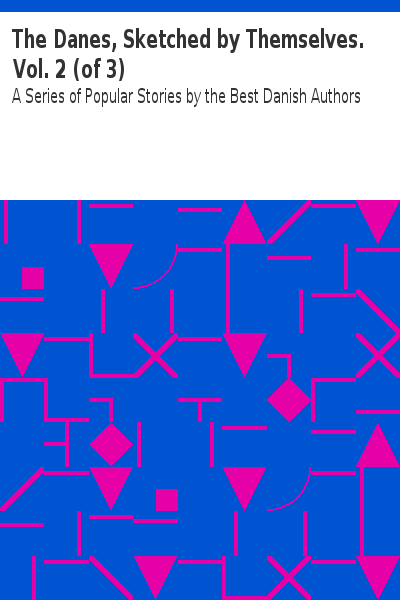 The Danes, Sketched by Themselves.
Vol. 2 (of 3)
A Series of Popular Stories by the Best Danish Authors